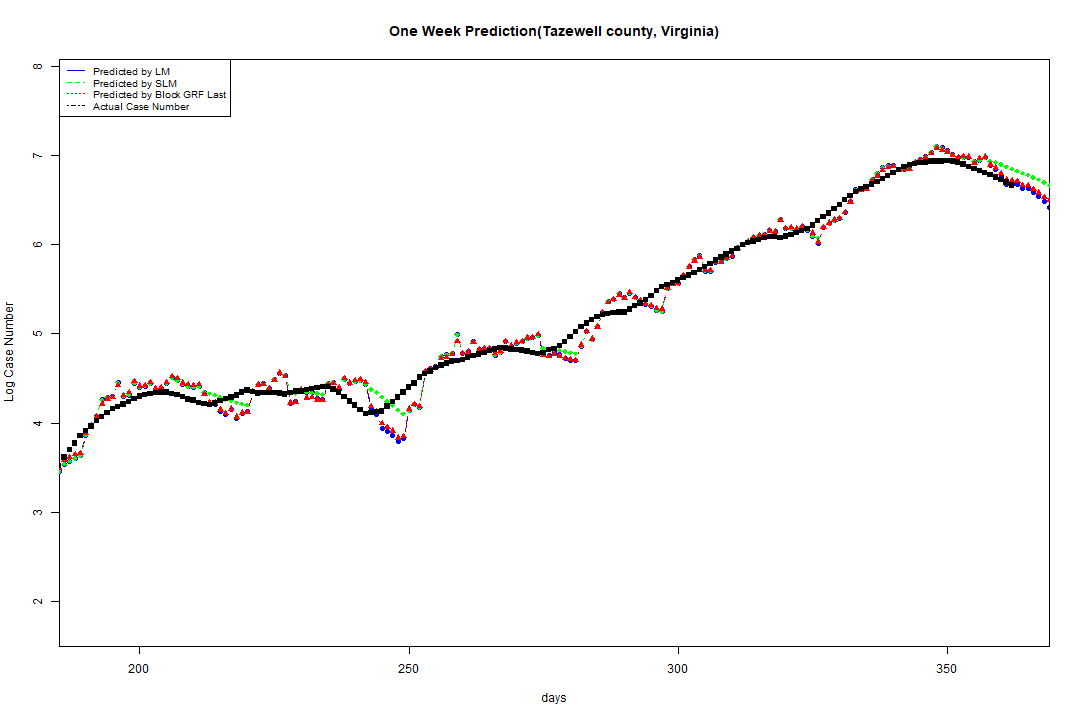 One Week Prediction(Tazewell county, Virginia)
Predicted by LM
Predicted by SLM
Predicted by Block GRF Last
Actual Case Number
8
7
6
5
4
3
2
Log Case Number
200
250
300
350
days